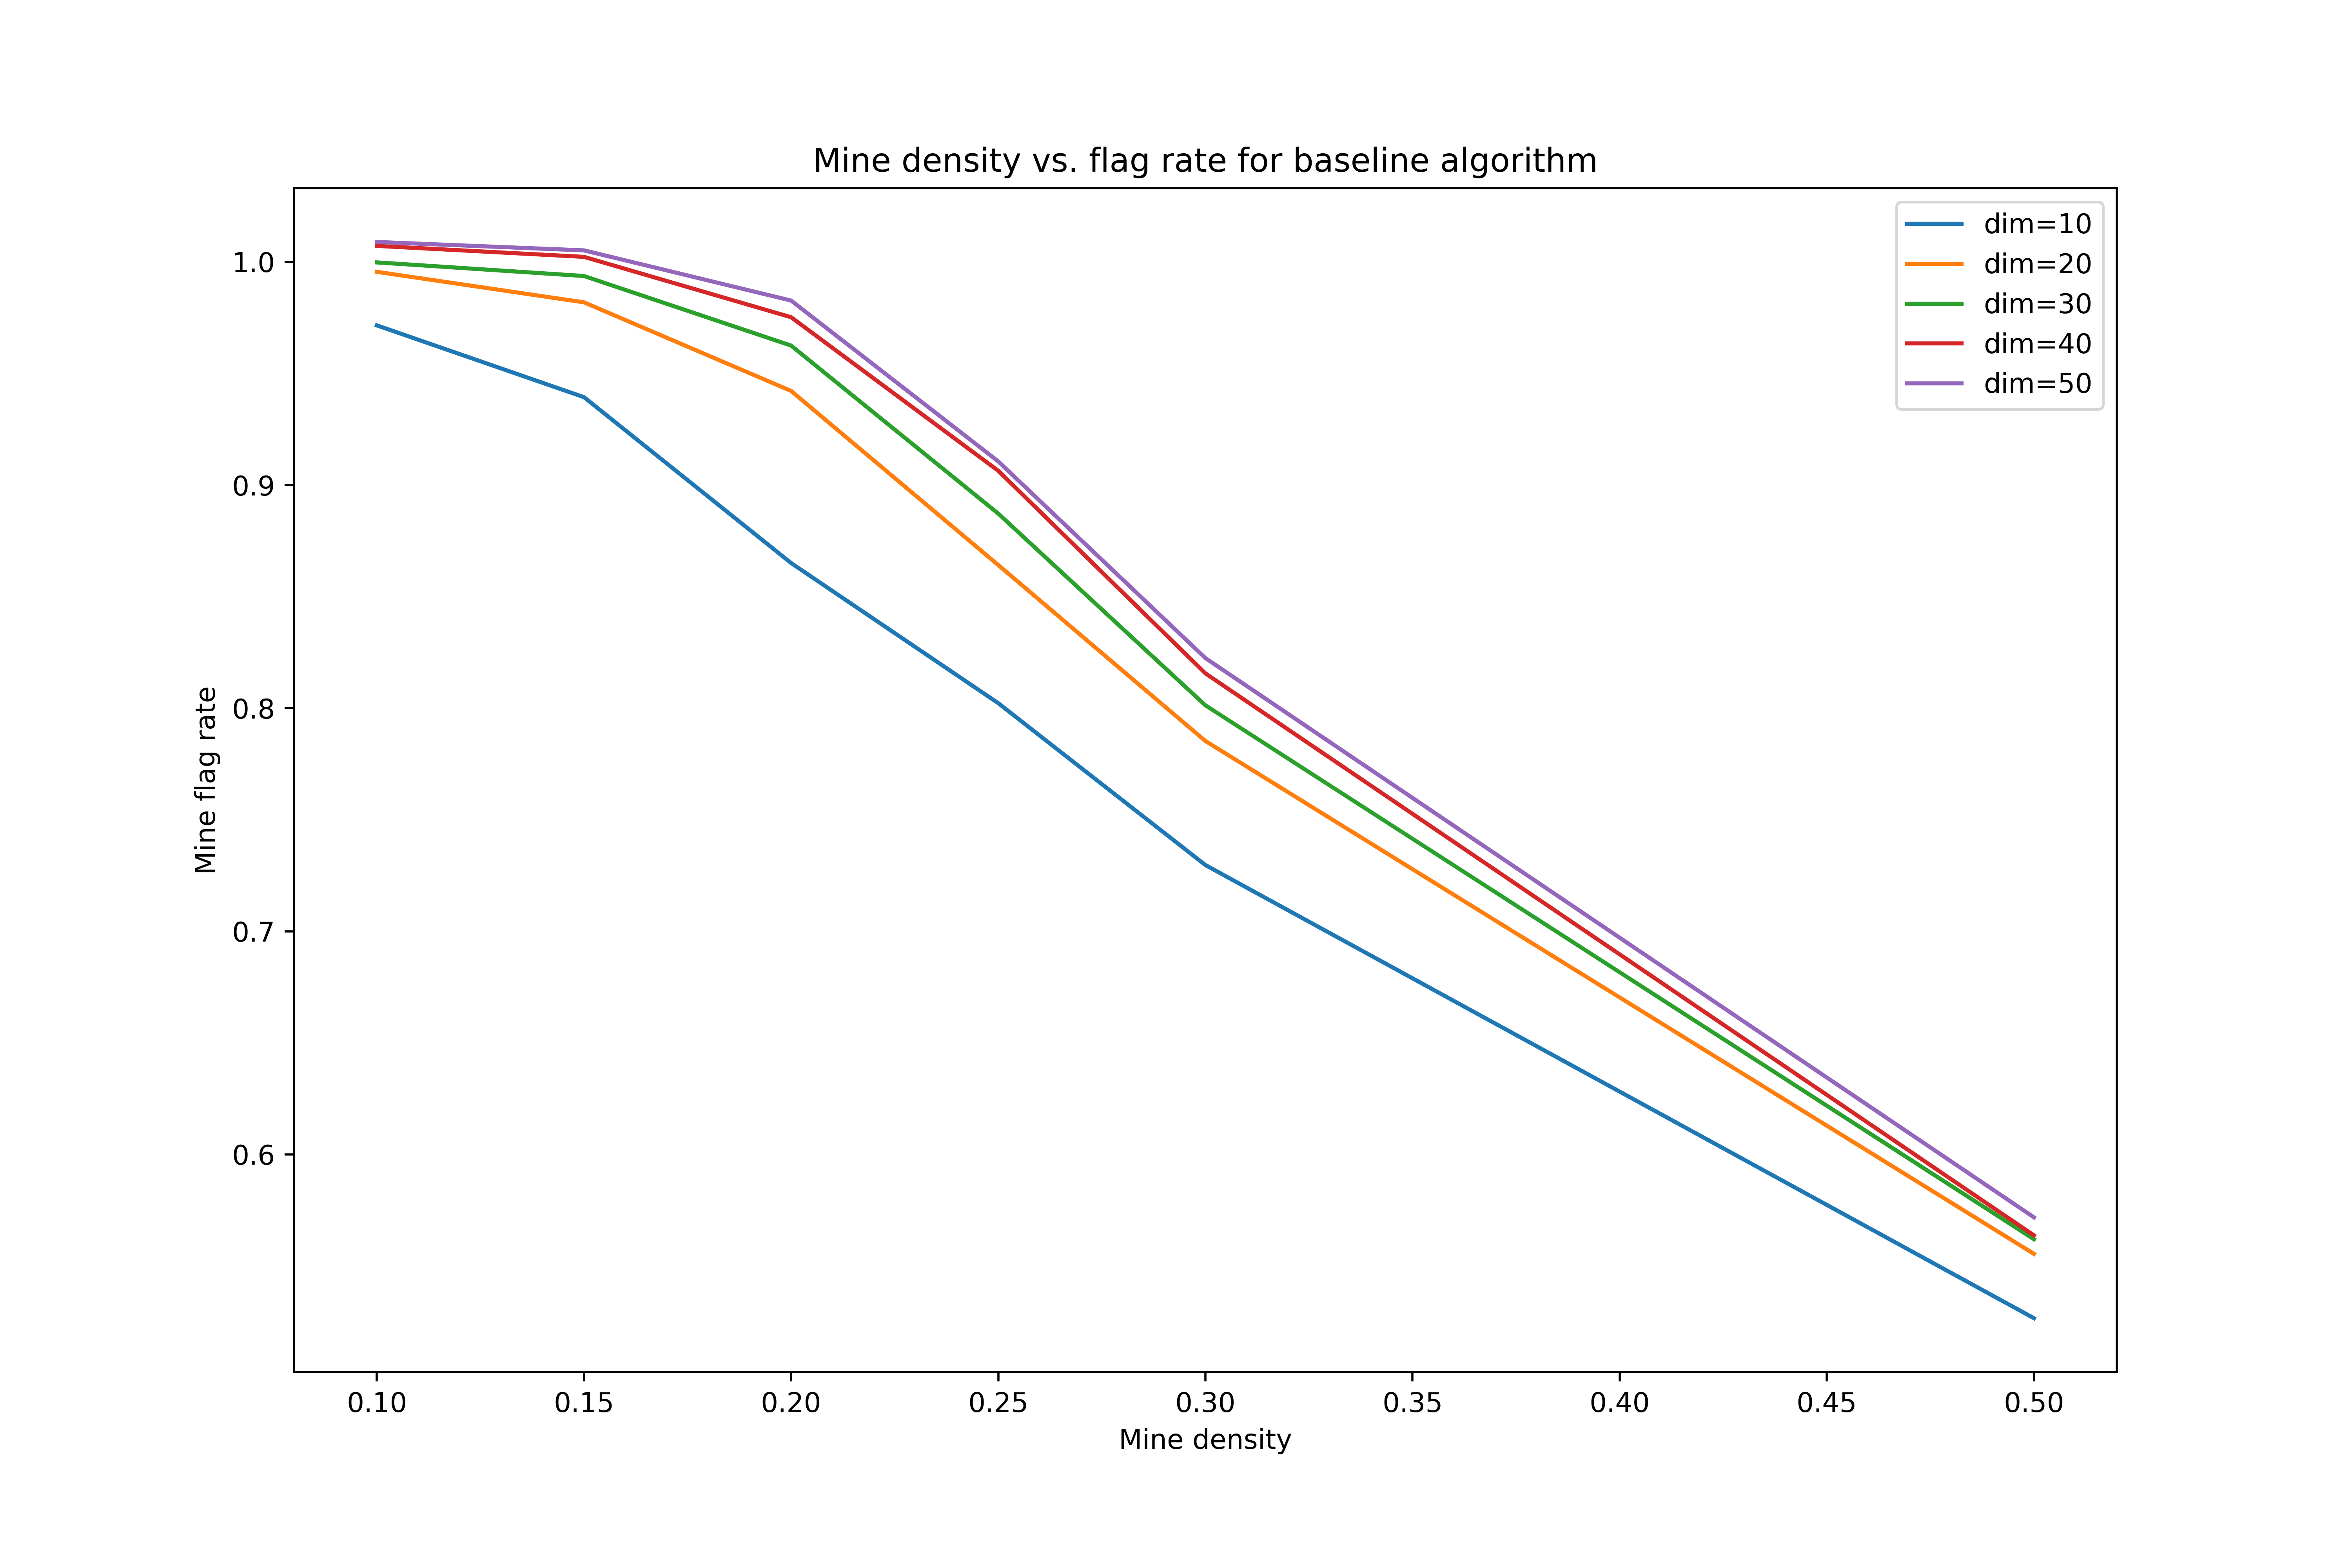 Mine density vs. flag rate for baseline algorithm
dim=10
dim=20
dim=30
dim=40
dim=50
1.0
0.9
0.8
0.7
0.6
Mine flag rate
0.10 0.15 0.20 0.25 0.30 0.35 0.40 0.45 0.50
Mine density